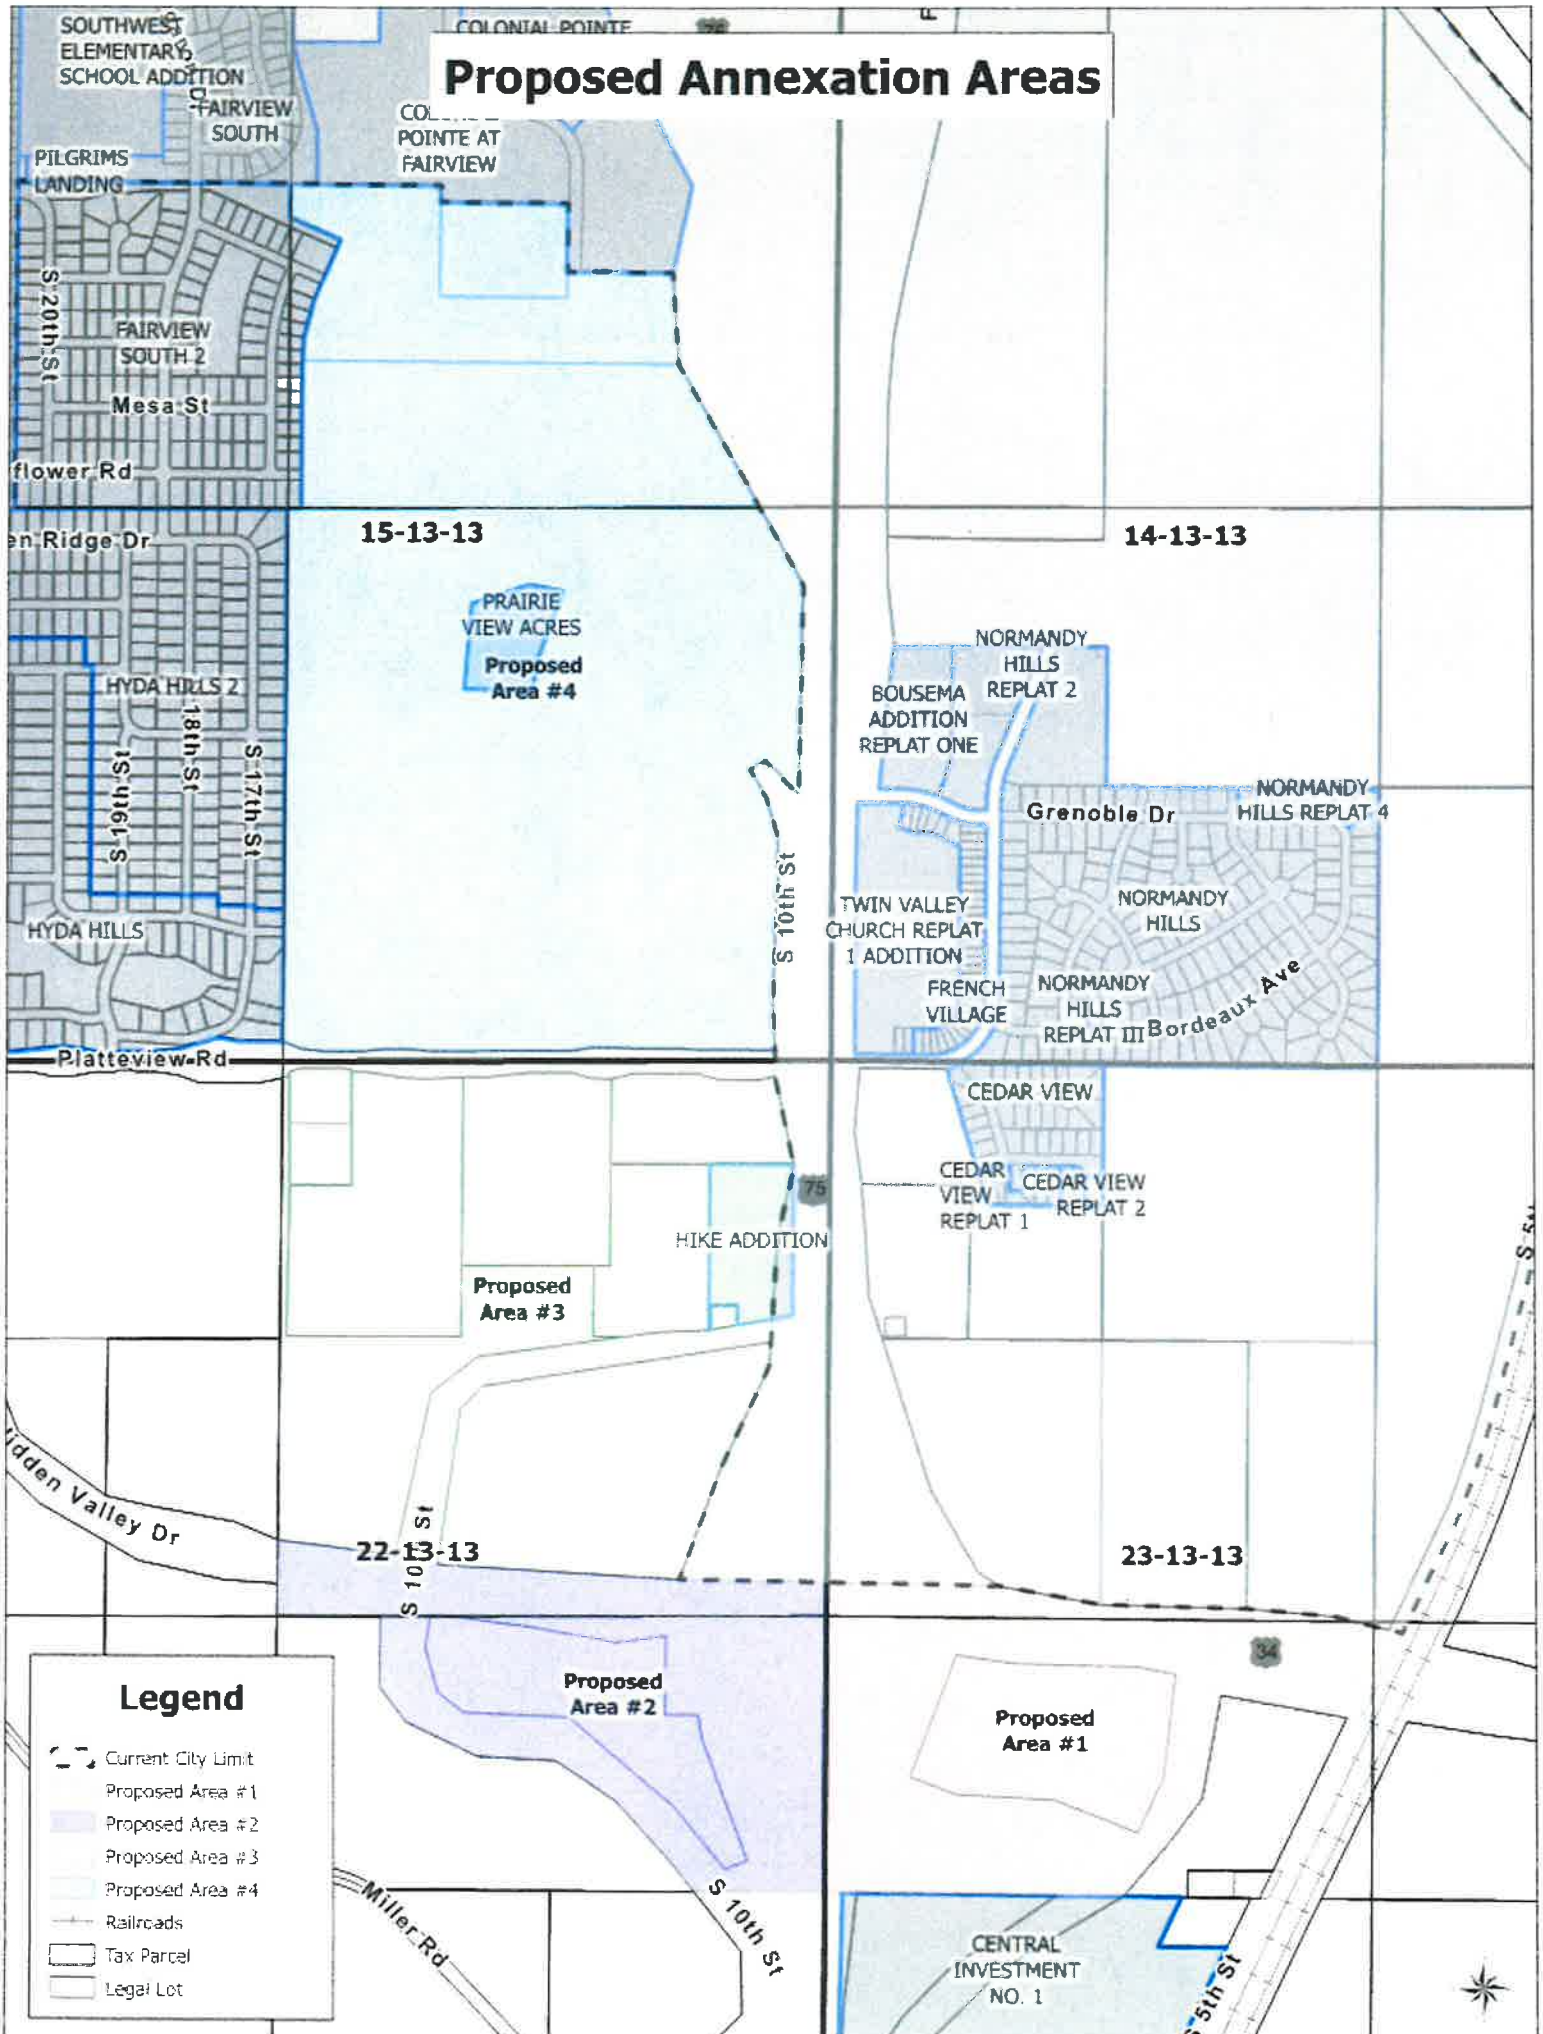 SOUTHWEST
ELEMENTARY
SCHOOL ADDITION
FAIRVIEW
SOUTH
COLONIAL POINTE
Proposed Annexation Areas
POINTE AT
FAIRVIEW
PILGRIMS
LANDING
S 20th St
FAIRVIEW
SOUTH 2
Mesa St
flower Rd
en Ridge Dr
15-13-13
14-13-13
PRAIRIE
VIEW ACRES
Proposed
Area #4
HYDA HILLS 2
18th St
S 19th St
S 17th St
HYDA HILLS
Platteview Rd
S 10th St
NORMANDY
HILLS
REPLAT 2
BOUSEMA
ADDITION
REPLAT ONE
NORMANDY
HILLS REPLAT 4
Grenoble Dr
NORMANDY
HILLS
TWIN VALLEY
CHURCH REPLAT
1 ADDITION
FRENCH
VILLAGE
NORMANDY
HILLS
REPLAT III
Bordeaux Ave
CEDAR VIEW
CEDAR
VIEW
REPLAT 1
CEDAR VIEW
REPLAT 2
75
HIKE ADDITION
Proposed
Area #3
S 5th
idden Valley Dr
S 10th St
22-13-13
23-13-13
34
Proposed
Area #2
Proposed
Area #1
S 10th St
Miller Rd
CENTRAL
INVESTMENT
NO. 1
S 5th St
Legend
Current City Limit
Proposed Area #1
Proposed Area #2
Proposed Area #3
Proposed Area #4
Railroads
Tax Parcel
Legal Lot